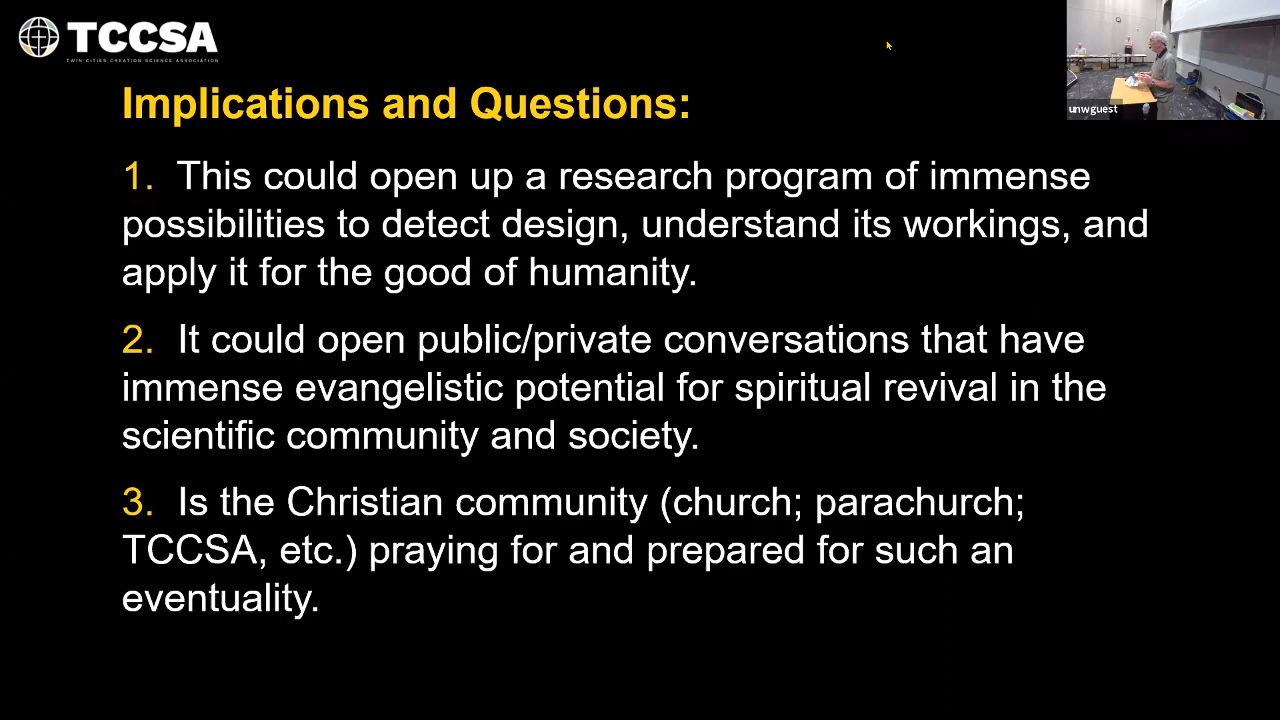 TCCSA
TWIN CITIES CREATION SCIENCE ASSOCIATION
unwguest
Implications and Questions:
1. This could open up a research program of immense
possibilities to detect design, understand its workings, and
apply it for the good of humanity.
2. It could open public/private conversations that have
immense evangelistic potential for spiritual revival in the
scientific community and society.
3. Is the Christian community (church; parachurch;
TCCSA, etc.) praying for and prepared for such an
eventuality.